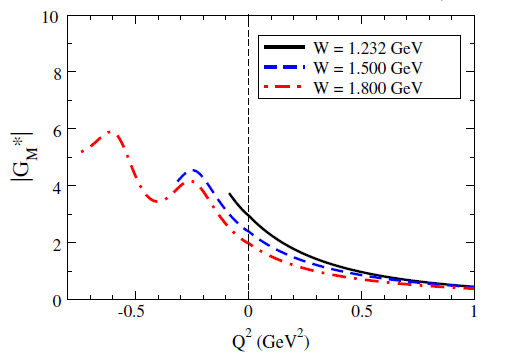 10
8
6
4
2
0
|G_M*|
W = 1.232 GeV
W = 1.500 GeV
W = 1.800 GeV
-0.5 0 0.5 1
Q² (GeV²)